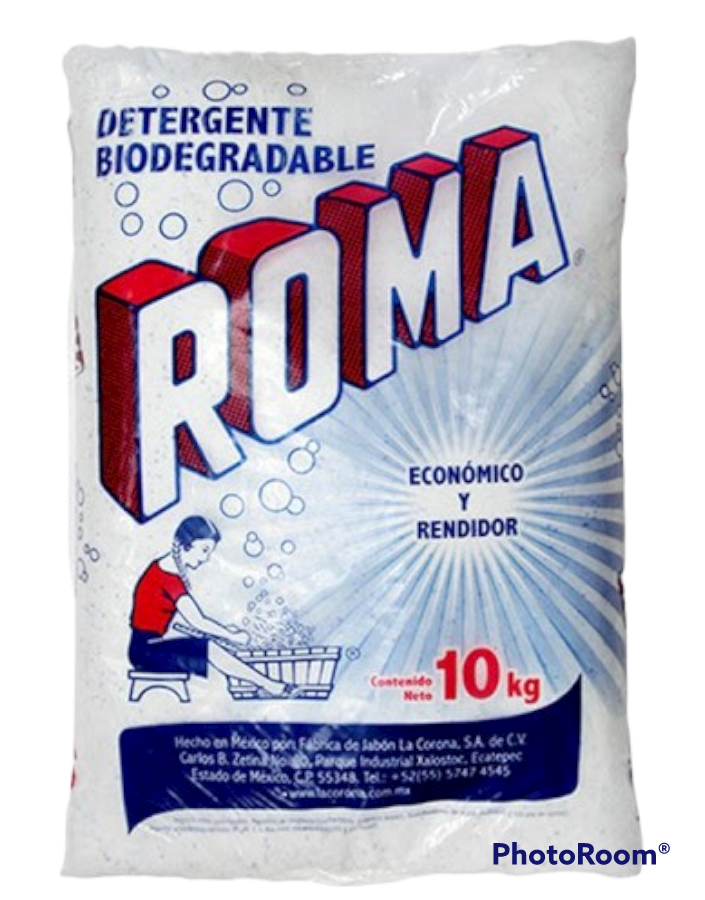 DETERGENTE
BIODEGRADABLE
ROMA®
ECONÓMICO
Y
RENDIDOR
Contenido
Neto
10 kg
®
Hecho en México por: Fábrica de Jabón La Corona, S.A. de C.V.
Carlos B. Zetina No. 80, Parque Industrial Xalostoc, Ecatepec
Estado de México, C.P. 55348, Tel.: +52(55) 5747 4545
www.lacorona.com.mx
PhotoRoom®